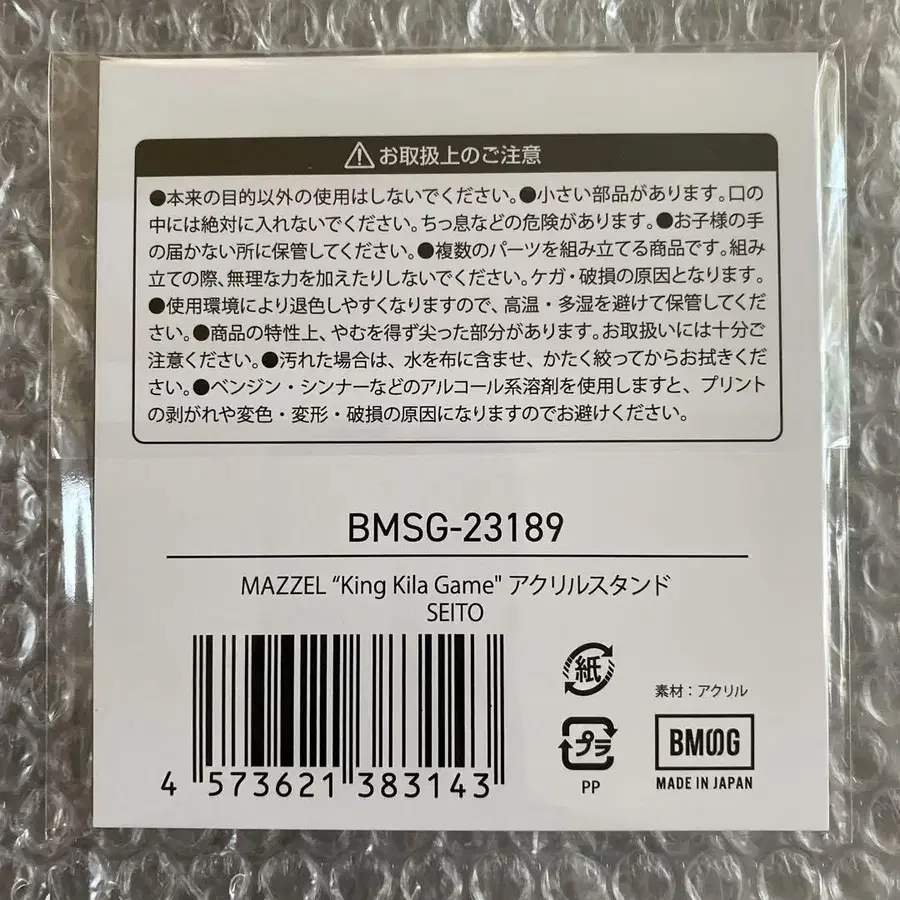 ⚠お取扱上のご注意
●本来の目的以外の使用はしないでください。●小さい部品があります。口の
中には絶対に入れないでください。ちっ息などの危険があります。●お子様の手
の届かない所に保管してください。●複数のパーツを組み立てる商品です。組み
立ての際、無理な力を加えたりしないでください。ケガ・破損の原因となります。
●使用環境により退色しやすくなりますので、高温・多湿を避けて保管してくだ
さい。●商品の特性上、やむを得ず尖った部分があります。お取扱いには十分ご
注意ください。●汚れた場合は、水を布に含ませ、かたく絞ってからお拭きくだ
さい。●ベンジン・シンナーなどのアルコール系溶剤を使用しますと、プリント
の剥がれや変色・変形・破損の原因になりますのでお避けください。
BMSG-23189
MAZZEL “King Kila Game" アクリルスタンド
SEITO
4 573621 383143
紙
プラ
PP
素材：アクリル
BMSG
MADE IN JAPAN